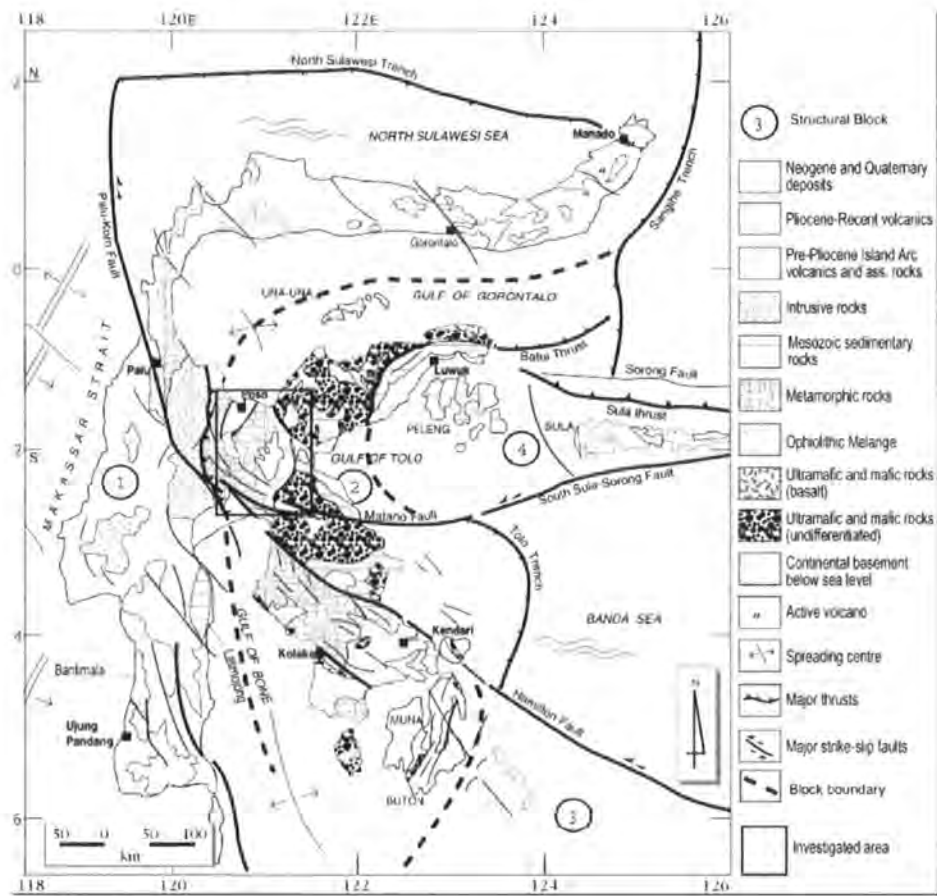 118
120E
122E
124
126
N
North Sulawesi Trench
NORTH SULAWESI SEA
Manado
Sangihe Trench
Palu-Koro Fault
Gorontalo
0
UNA-UNA
GULF OF GORONTALO
Batui Thrust
Palu
Luwuk
Sorong Fault
Poso
Sula thrust
MAKASSAR STRAIT
PELENG
SULA
2
S
GULF OF TOLO
4
1
2
South Sula-Sorong Fault
Matano Fault
Tolo Trench
BANDA SEA
4
GULF OF BONE
Kendari
Kolaka
Bantimala
Hamilton Fault
N
MUNA
Ujung
Pandang
BUTON
3
6
50 0 50 100
km
118
120
122
124
126
3 Structural Block
Neogene and Quaternary
deposits
Pliocene-Recent volcanics
Pre-Pliocene Island Arc
volcanics and ass. rocks
Intrusive rocks
Mesozoic sedimentary
rocks
Metamorphic rocks
Ophiolithic Melange
Ultramafic and mafic rocks
(basalt)
Ultramafic and mafic rocks
(undifferentiated)
Continental basement
below sea level
Active volcano
Spreading centre
Major thrusts
Major strike-slip faults
Block boundary
Investigated area